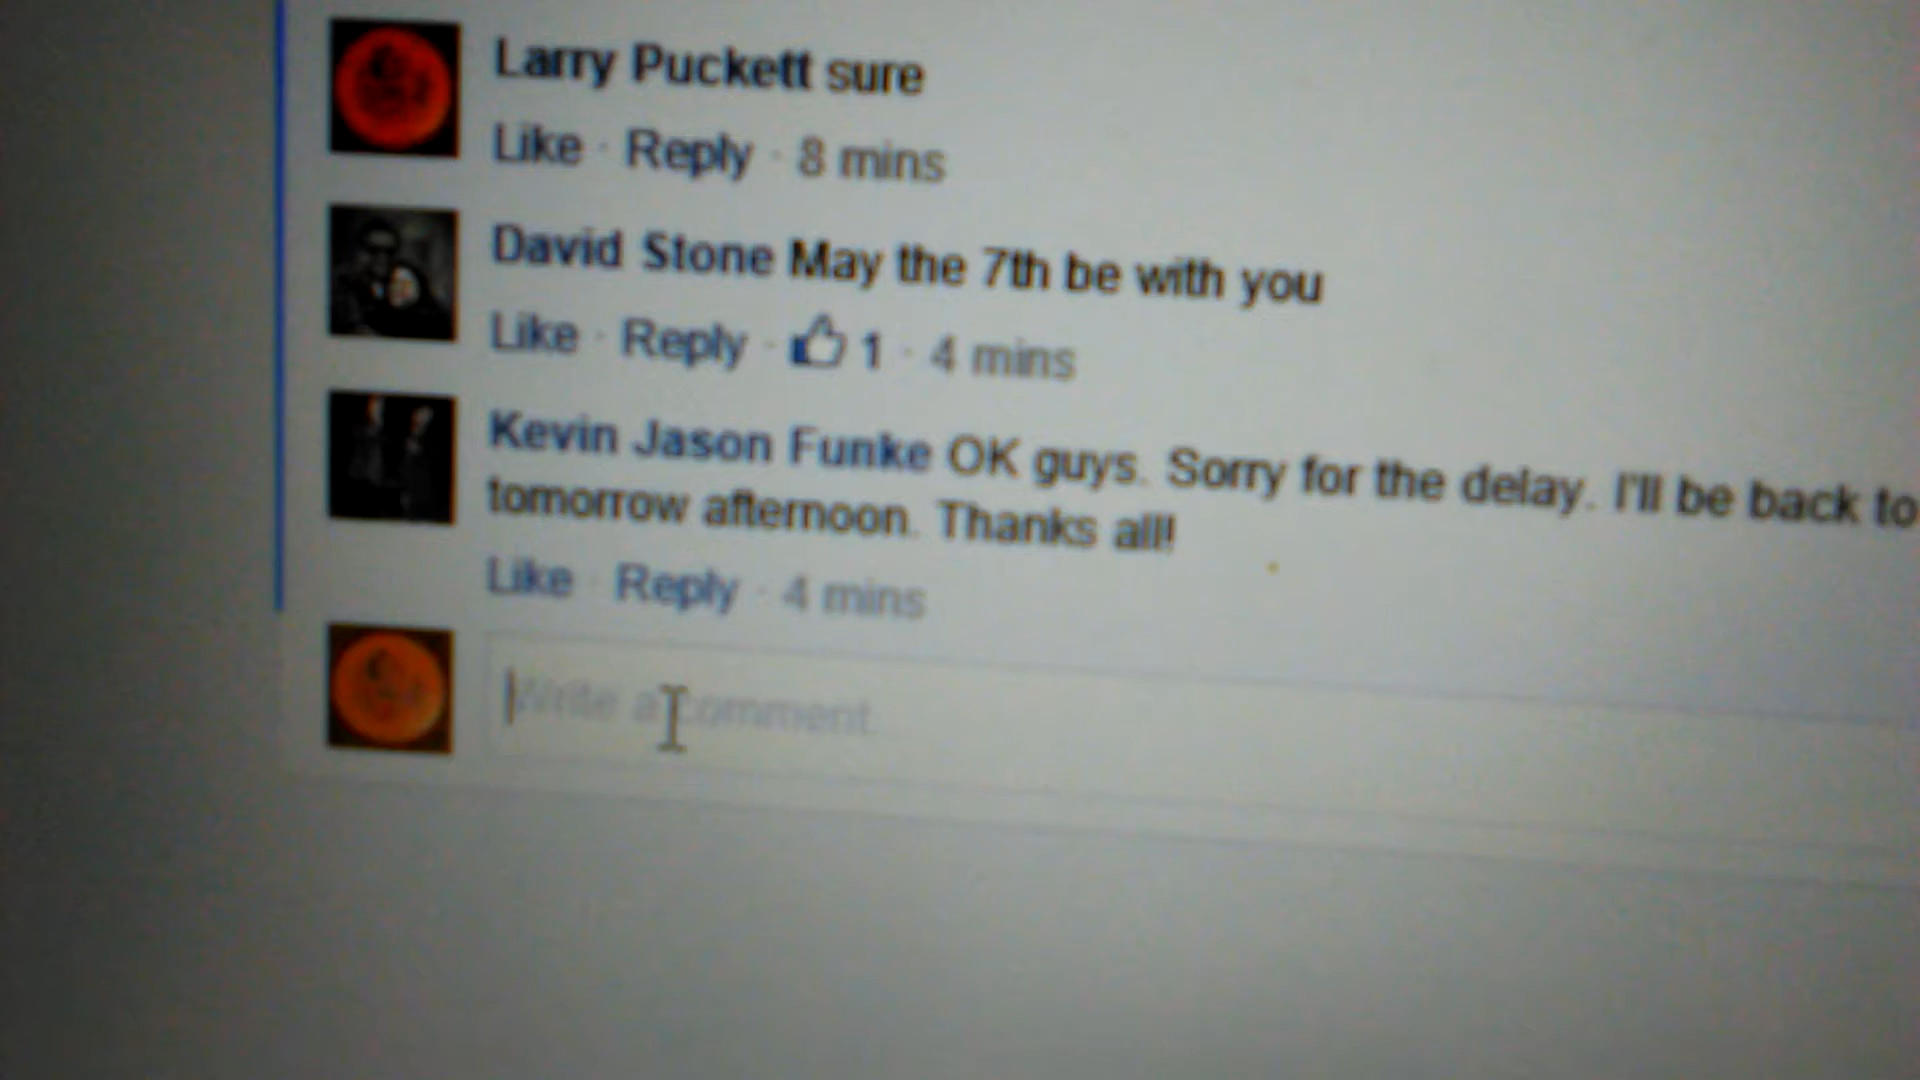 Larry Puckett sure
Like · Reply · 8 mins
David Stone May the 7th be with you
Like · Reply · 1 · 4 mins
Kevin Jason Funke OK guys. Sorry for the delay. I'll be back to
tomorrow afternoon. Thanks all!
Like · Reply · 4 mins
Write a comment.